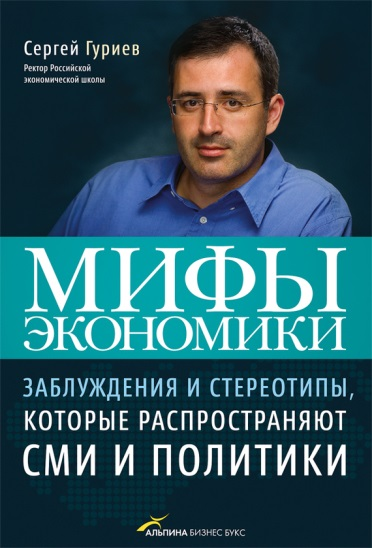 Сергей Гуриев
Ректор Российской
экономической школы
МИФЫ
ЭКОНОМИКИ
ЗАБЛУЖДЕНИЯ И СТЕРЕОТИПЫ,
КОТОРЫЕ РАСПРОСТРАНЯЮТ
СМИ И ПОЛИТИКИ
АЛЬПИНА БИЗНЕС БУКС